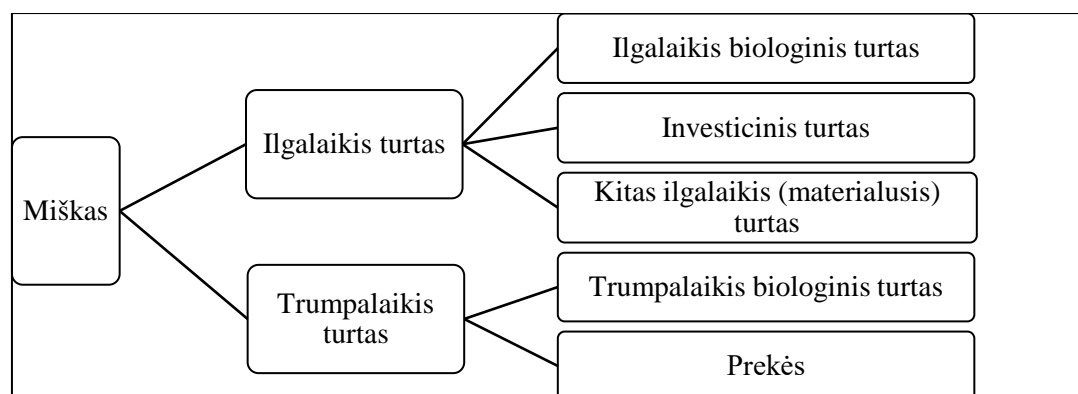 Miškas
Ilgalaikis turtas
Ilgalaikis biologinis turtas
Investicinis turtas
Kitas ilgalaikis (materialusis)
turtas
Trumpalaikis
turtas
Trumpalaikis biologinis turtas
Prekės